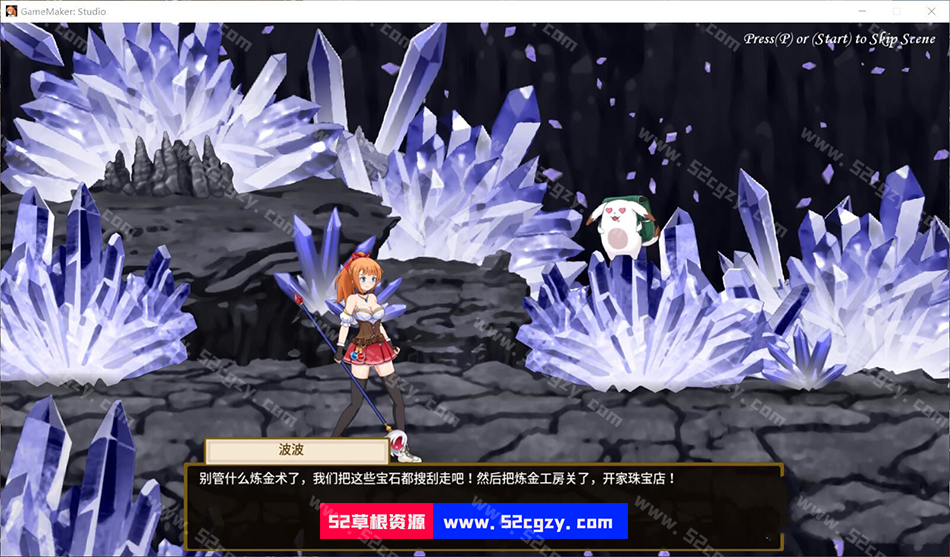 GameMaker: Studio
Press(P) or (Start) to Skip Scene
波波
别管什么炼金术了，我们把这些宝石都搜刮走吧！然后把炼金工房关了，开家珠宝店！
52草根资源 www.52cgzy.com